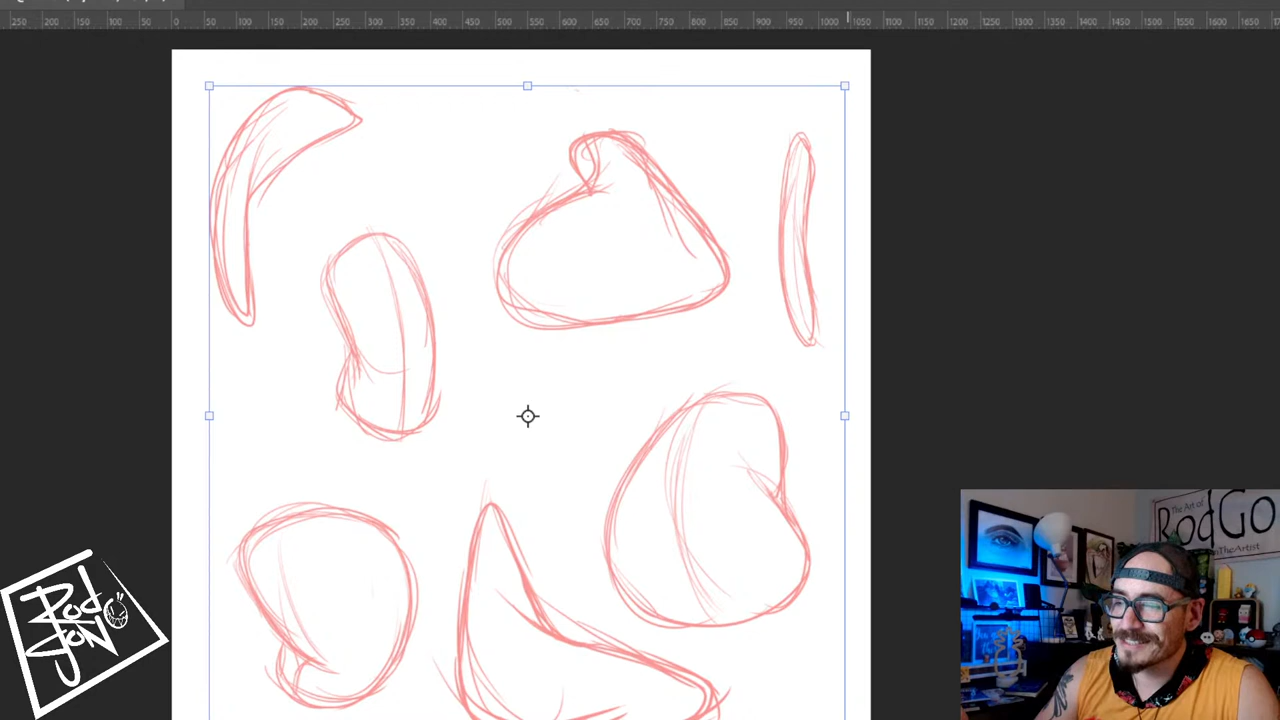 250 200 150 100 50 0 50 100 150 200 250 300 350 400 450 500 550 600 650 700 750 800 850 900 950 1000 1050 1100 1150 1200 1250 1300 1350 1400 1450 1500 1550 1600 1650
The Art of
RodGo
Rod
Jon